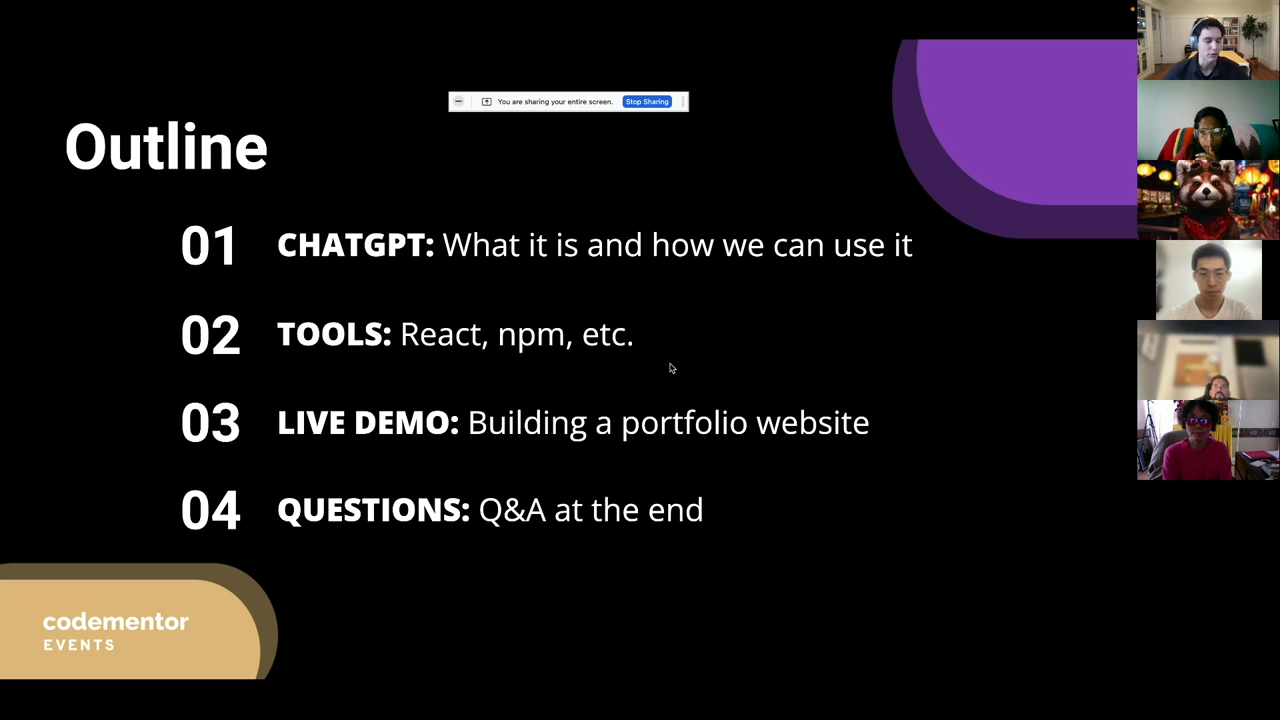 You are sharing your entire screen. Stop Sharing
Outline
01 CHATGPT: What it is and how we can use it
02 TOOLS: React, npm, etc.
03 LIVE DEMO: Building a portfolio website
04 QUESTIONS: Q&A at the end
codementor
EVENTS